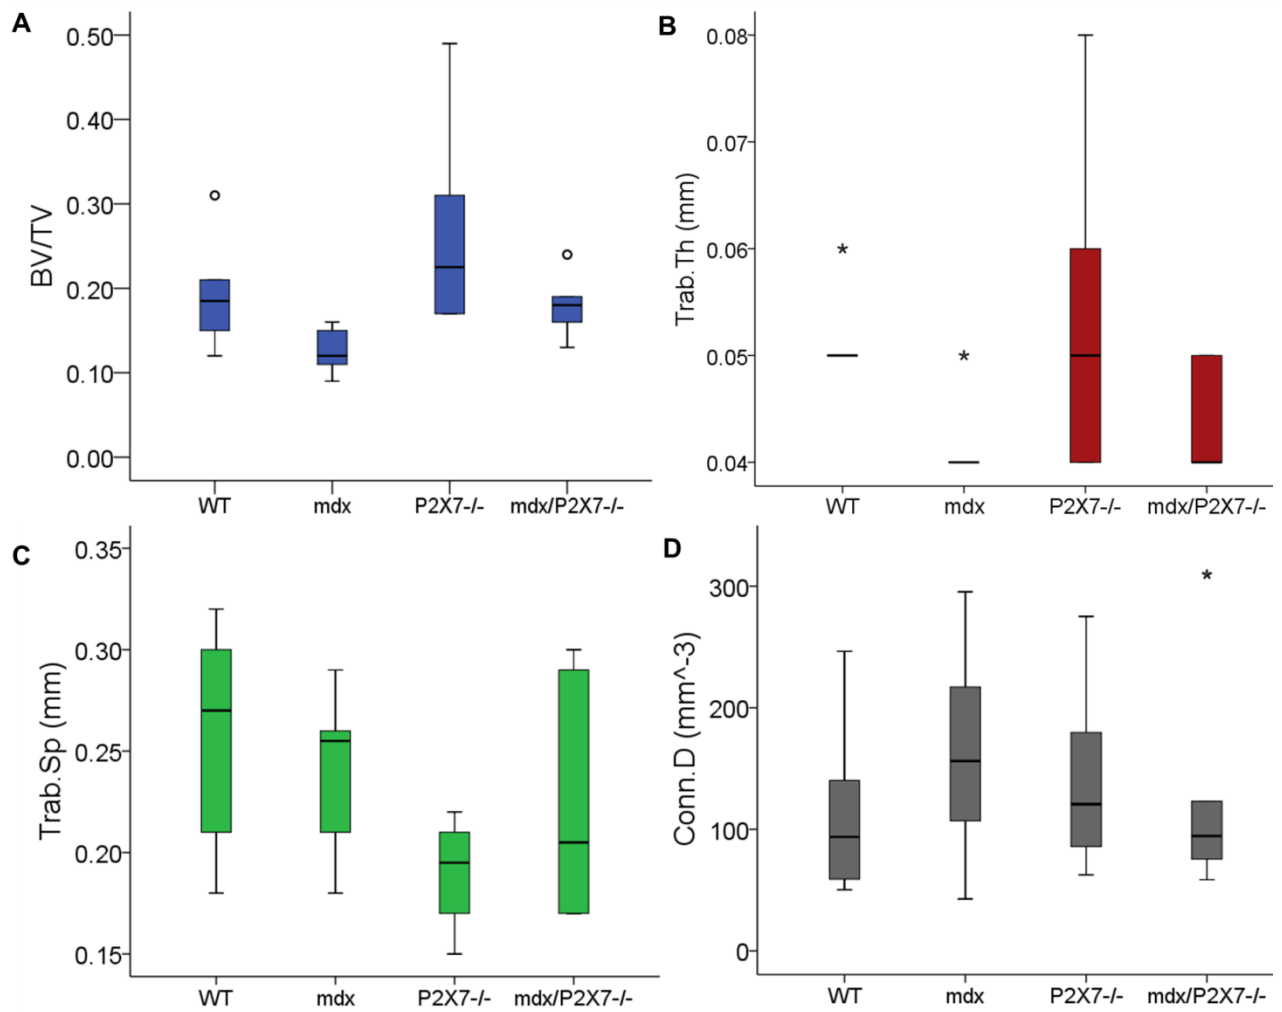 A
BV/TV
0.50
0.40
0.30
0.20
0.10
0.00
WT mdx P2X7-/- mdx/P2X7-/-
B
Trab.Th (mm)
0.08
0.07
0.06
0.05
0.04
* *
WT mdx P2X7-/- mdx/P2X7-/-
C
Trab.Sp (mm)
0.35
0.30
0.25
0.20
0.15
WT mdx P2X7-/- mdx/P2X7-/-
D
Conn.D (mm^-3)
300
200
100
0
*
WT mdx P2X7-/- mdx/P2X7-/-